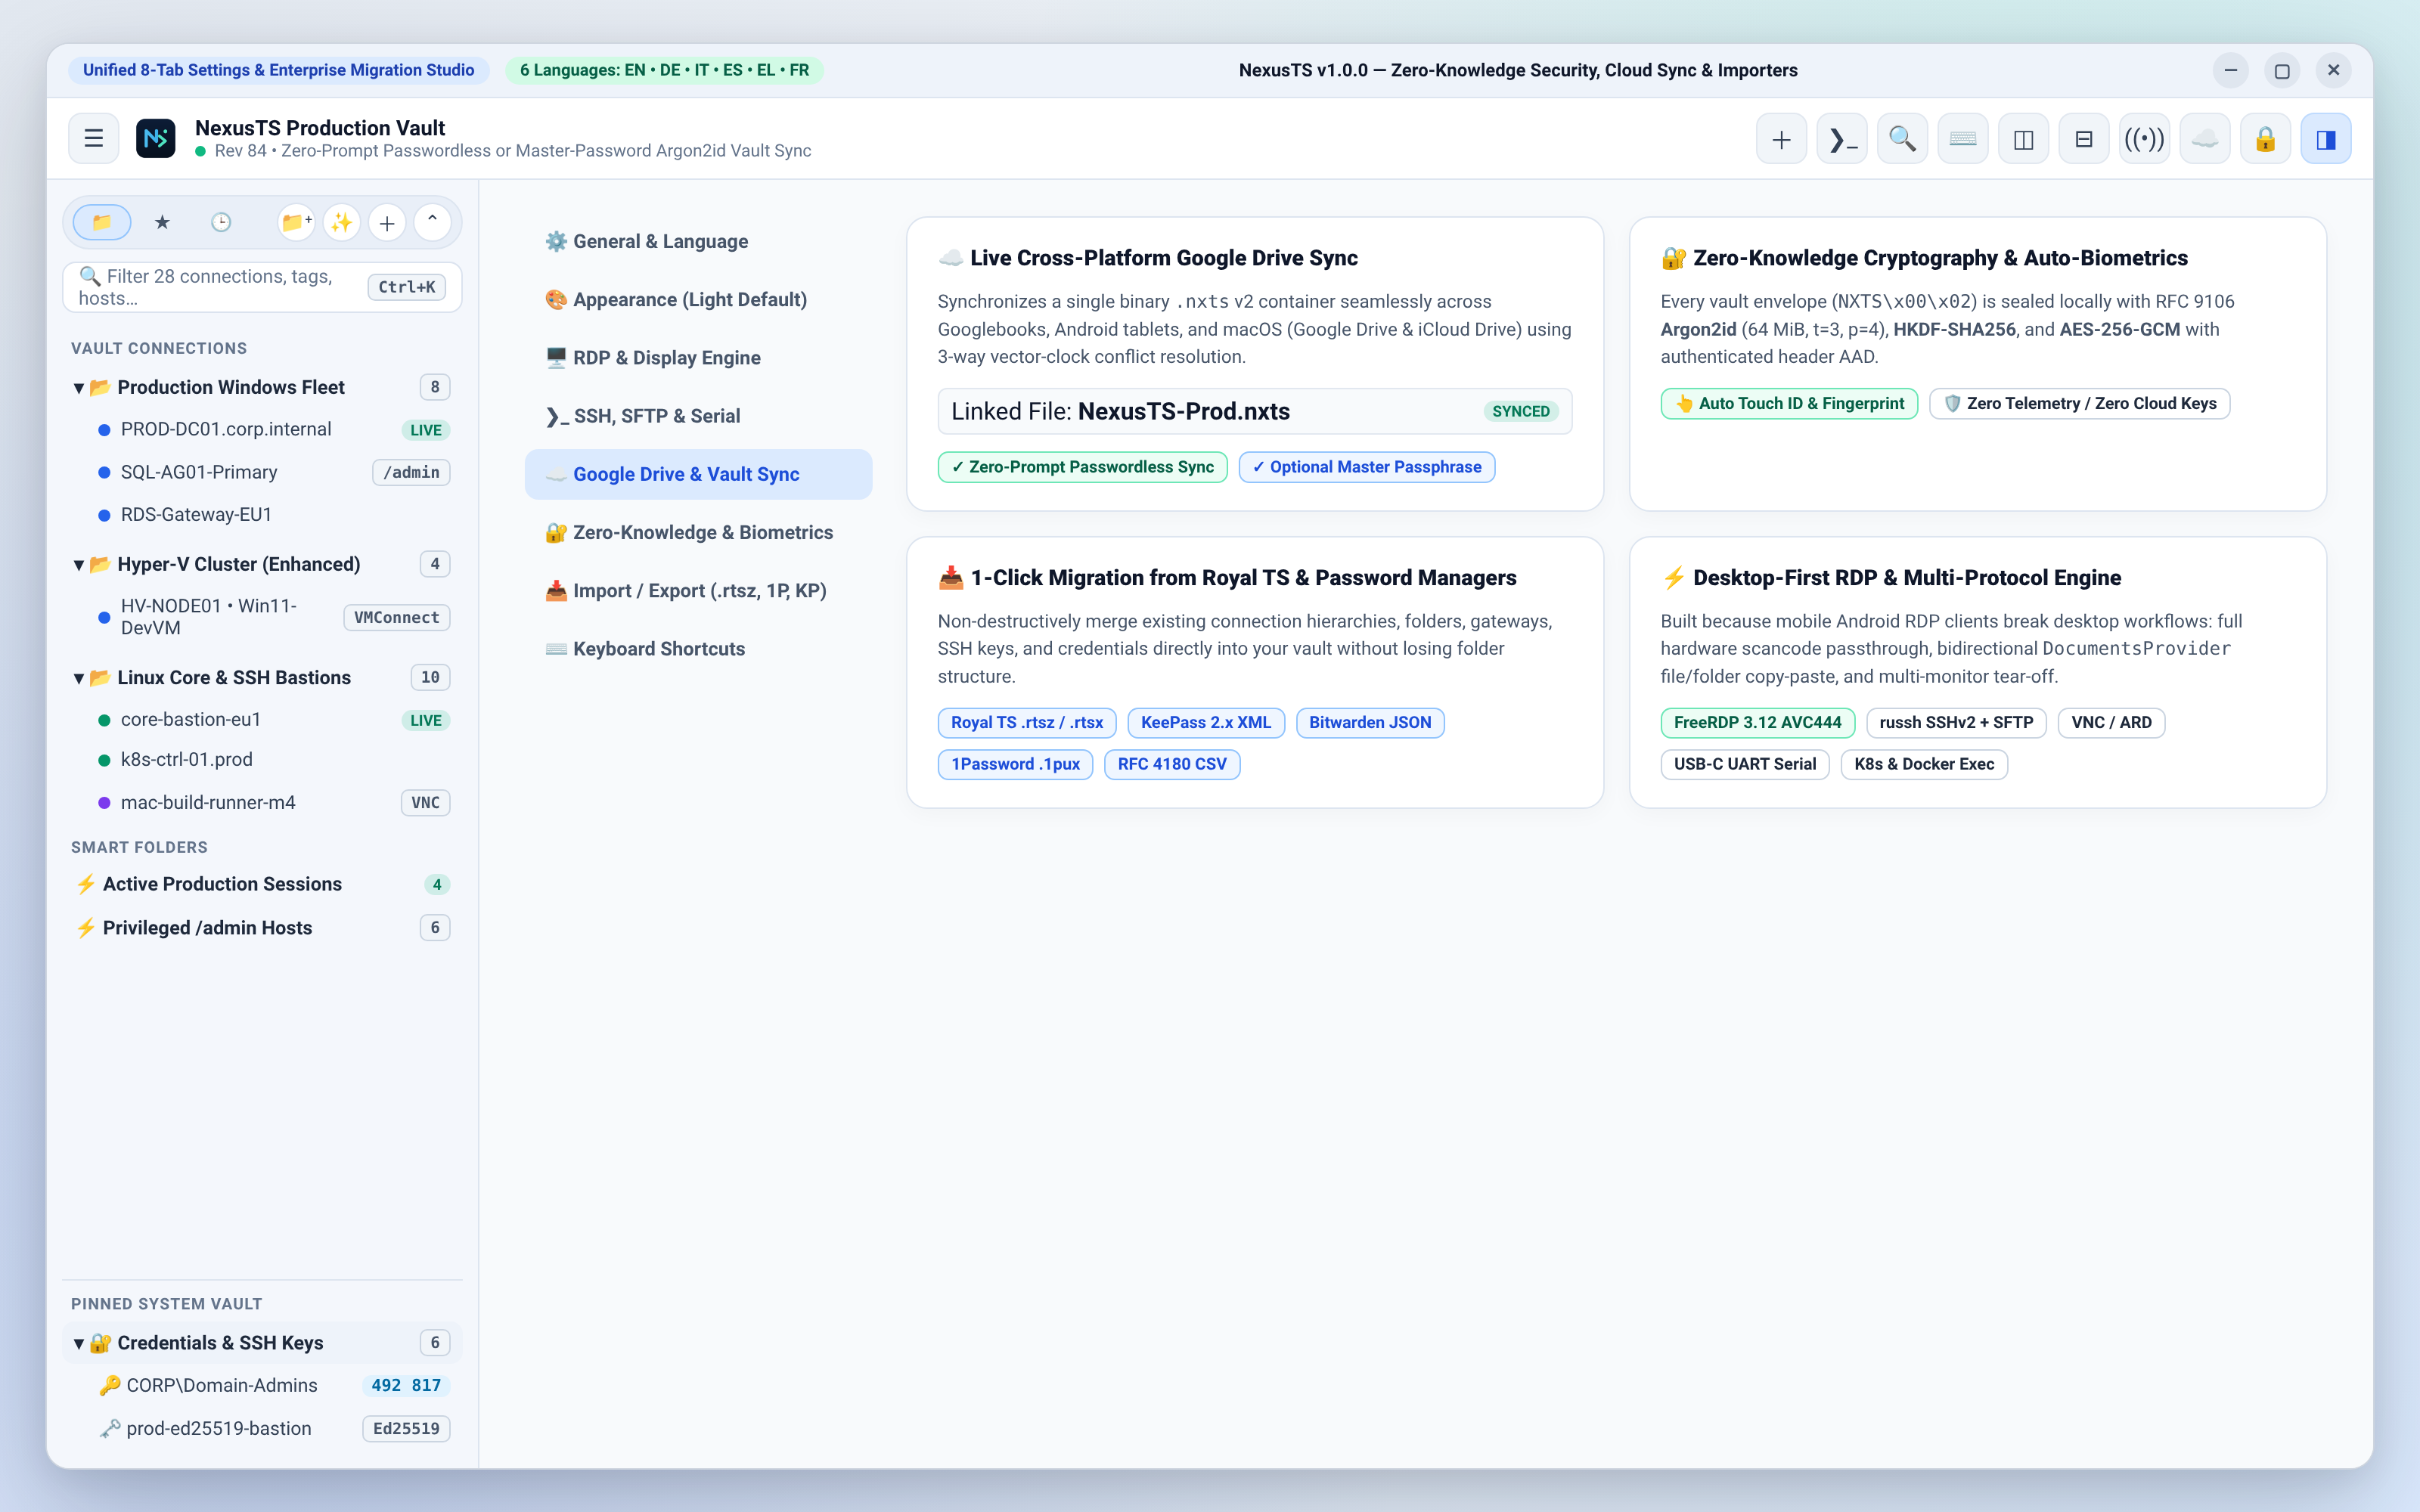 Unified 8-Tab Settings & Enterprise Migration Studio
6 Languages: EN • DE • IT • ES • EL • FR
NexusTS v1.0.0 — Zero-Knowledge Security, Cloud Sync & Importers
NexusTS Production Vault
Rev 84 • Zero-Prompt Passwordless or Master-Password Argon2id Vault Sync
Filter 28 connections, tags,
hosts…
Ctrl+K
VAULT CONNECTIONS
Production Windows Fleet 8
PROD-DC01.corp.internal LIVE
SQL-AG01-Primary /admin
RDS-Gateway-EU1
Hyper-V Cluster (Enhanced) 4
HV-NODE01 • Win11-
DevVM
VMConnect
Linux Core & SSH Bastions 10
core-bastion-eu1 LIVE
k8s-ctrl-01.prod
mac-build-runner-m4 VNC
SMART FOLDERS
Active Production Sessions 4
Privileged /admin Hosts 6
PINNED SYSTEM VAULT
Credentials & SSH Keys 6
CORP\Domain-Admins 492 817
prod-ed25519-bastion Ed25519
General & Language
Appearance (Light Default)
RDP & Display Engine
❯_ SSH, SFTP & Serial
Google Drive & Vault Sync
Zero-Knowledge & Biometrics
Import / Export (.rtsz, 1P, KP)
Keyboard Shortcuts
Live Cross-Platform Google Drive Sync
Synchronizes a single binary .nxts v2 container seamlessly across
Googlebooks, Android tablets, and macOS (Google Drive & iCloud Drive) using
3-way vector-clock conflict resolution.
Linked File: NexusTS-Prod.nxts SYNCED
✓ Zero-Prompt Passwordless Sync ✓ Optional Master Passphrase
Zero-Knowledge Cryptography & Auto-Biometrics
Every vault envelope (NXTS\x00\x02) is sealed locally with RFC 9106
Argon2id (64 MiB, t=3, p=4), HKDF-SHA256, and AES-256-GCM with
authenticated header AAD.
Auto Touch ID & Fingerprint Zero Telemetry / Zero Cloud Keys
1-Click Migration from Royal TS & Password Managers
Non-destructively merge existing connection hierarchies, folders, gateways,
SSH keys, and credentials directly into your vault without losing folder
structure.
Royal TS .rtsz / .rtsx KeePass 2.x XML Bitwarden JSON
1Password .1pux RFC 4180 CSV
Desktop-First RDP & Multi-Protocol Engine
Built because mobile Android RDP clients break desktop workflows: full
hardware scancode passthrough, bidirectional DocumentsProvider
file/folder copy-paste, and multi-monitor tear-off.
FreeRDP 3.12 AVC444 russh SSHv2 + SFTP VNC / ARD
USB-C UART Serial K8s & Docker Exec